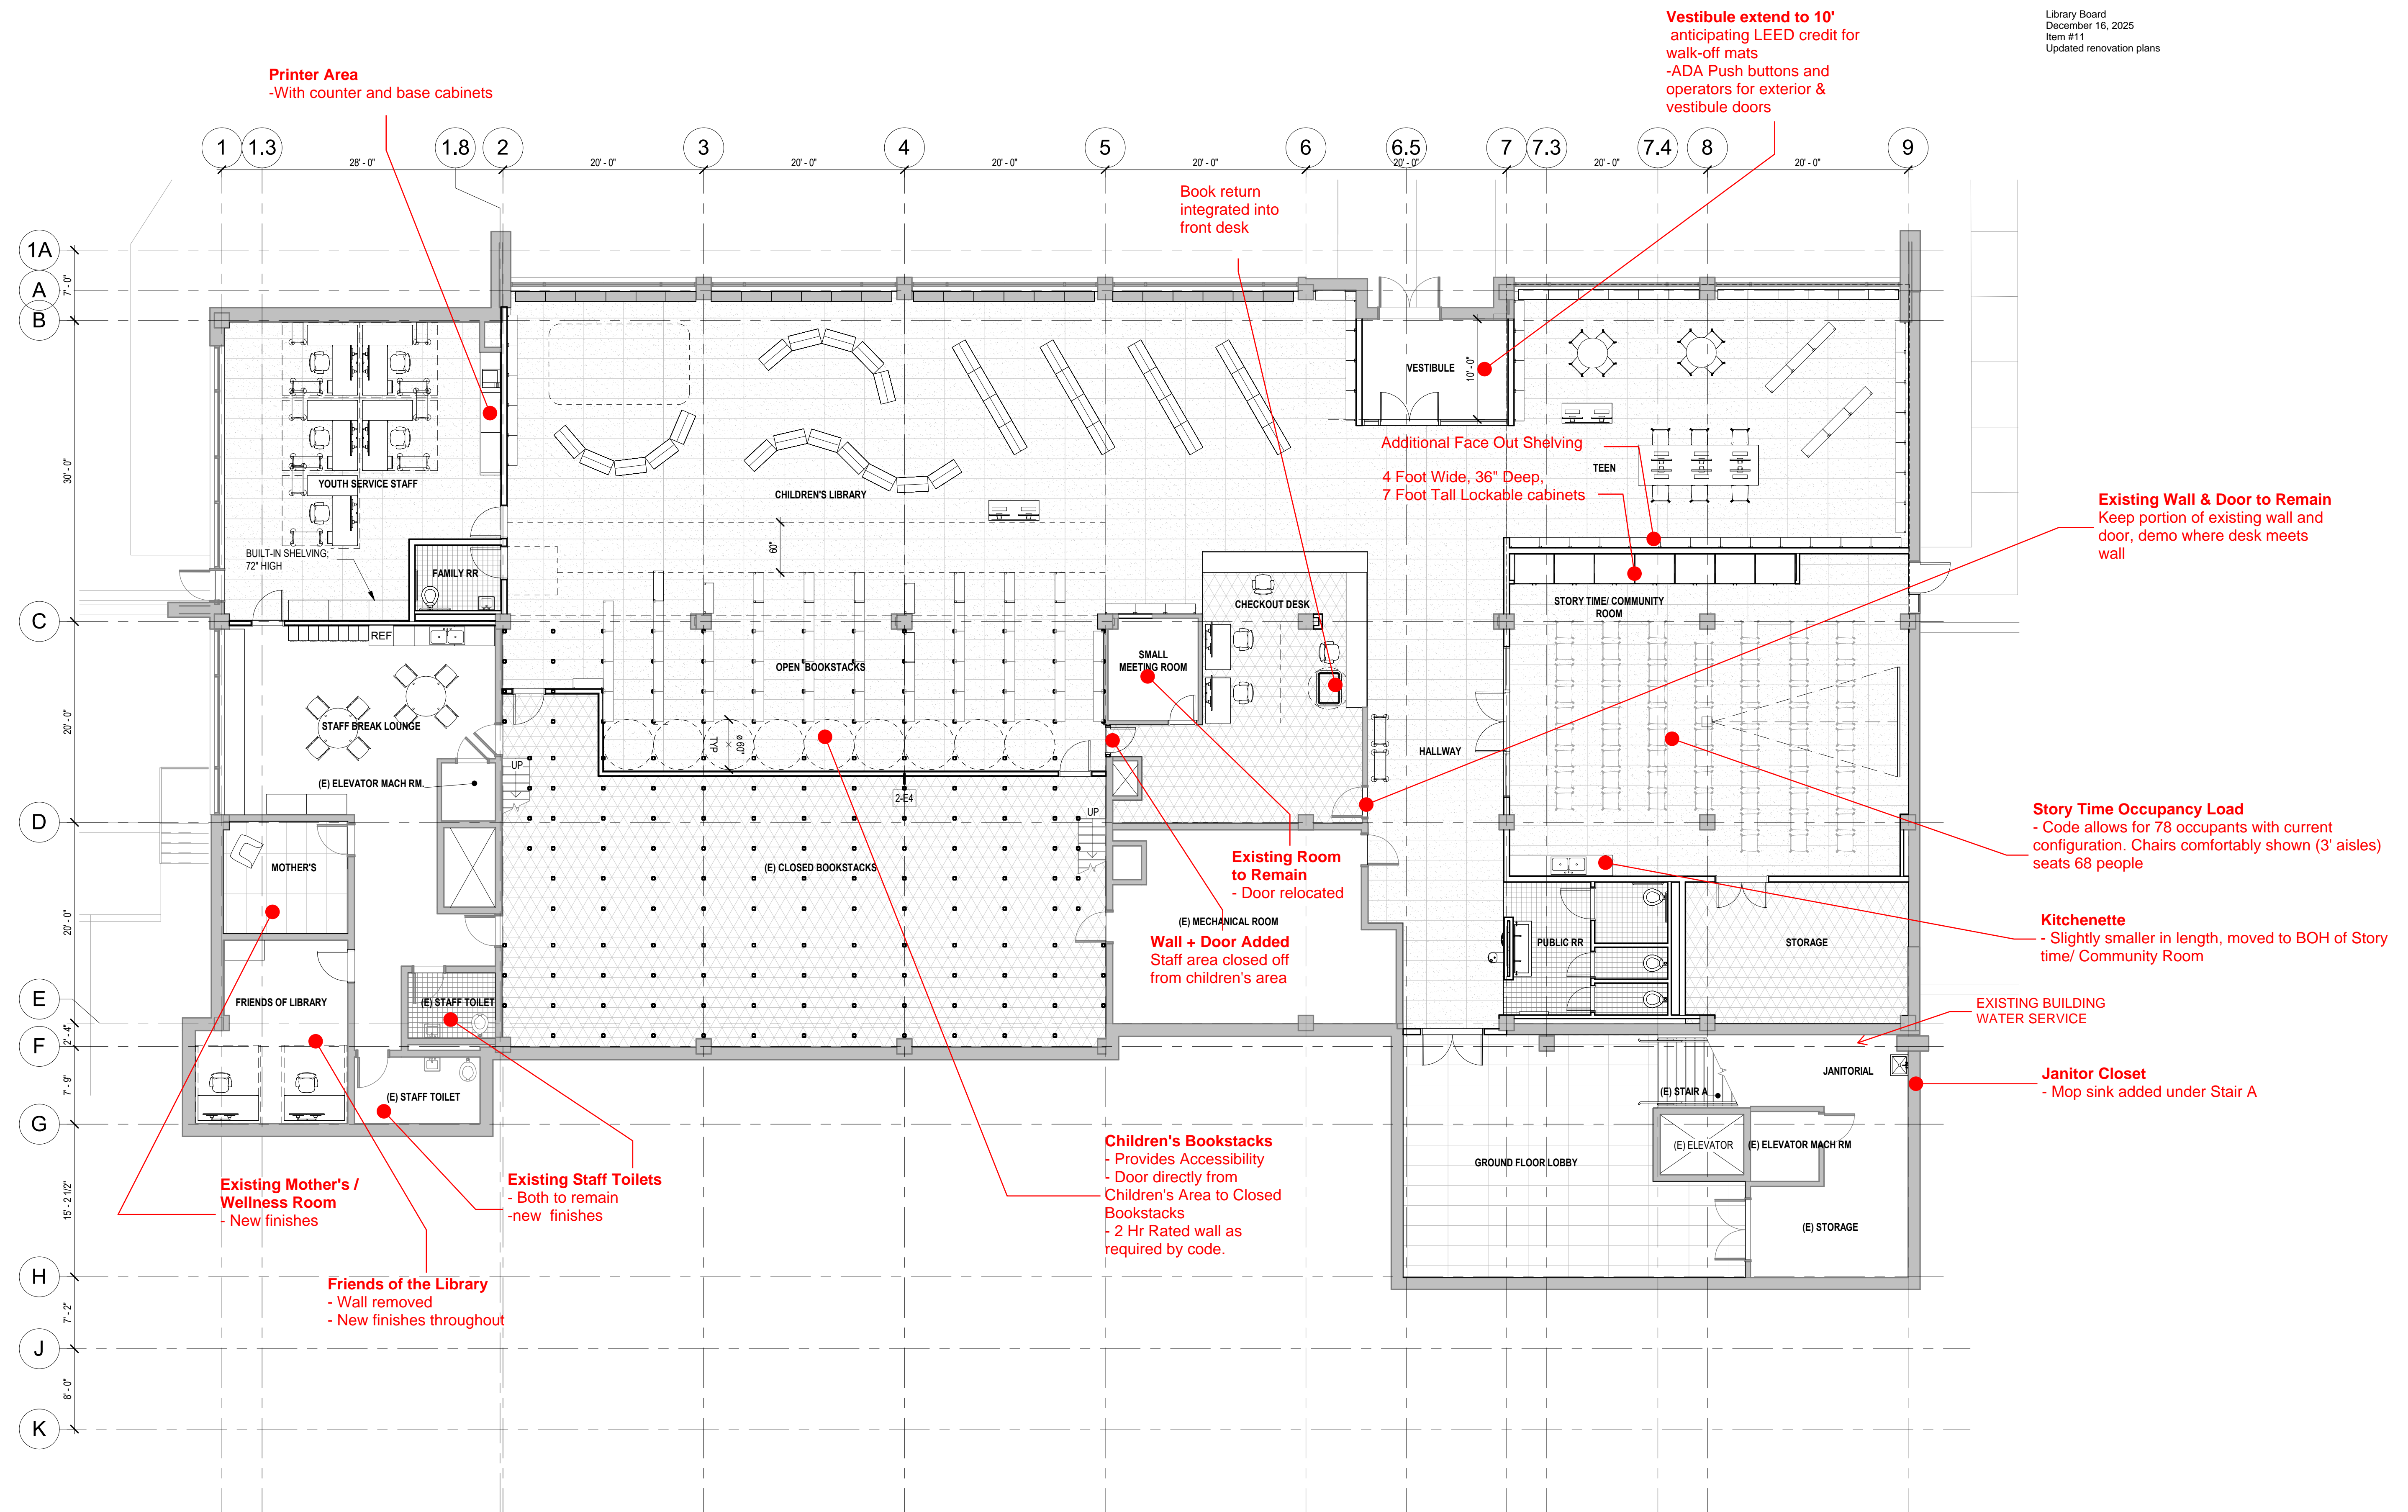 Library Board
December 16, 2025
Item #11
Updated renovation plans
Vestibule extend to 10'
anticipating LEED credit for
walk-off mats
-ADA Push buttons and
operators for exterior &
vestibule doors
Printer Area
-With counter and base cabinets
1
1.3
1.8
2
3
4
5
6
6.5
7
7.3
7.4
8
9
28' - 0"
20' - 0"
20' - 0"
20' - 0"
20' - 0"
20' - 0"
20' - 0"
20' - 0"
Book return
integrated into
front desk
1A
A
B
C
D
E
F
G
H
J
K
7' - 0"
30' - 0"
20' - 0"
20' - 0"
2' - 4"
7' - 9"
15' - 2 1/2"
7' - 2"
8' - 0"
VESTIBULE
10' - 0"
Additional Face Out Shelving
4 Foot Wide, 36" Deep,
7 Foot Tall Lockable cabinets
TEEN
YOUTH SERVICE STAFF
CHILDREN'S LIBRARY
Existing Wall & Door to Remain
Keep portion of existing wall and
door, demo where desk meets
wall
BUILT-IN SHELVING;
72" HIGH
60"
FAMILY RR
CHECKOUT DESK
STORY TIME/ COMMUNITY
ROOM
REF
OPEN BOOKSTACKS
SMALL
MEETING ROOM
STAFF BREAK LOUNGE
TYP
ø 60"
HALLWAY
UP
(E) ELEVATOR MACH RM.
2-E4
UP
Story Time Occupancy Load
- Code allows for 78 occupants with current
configuration. Chairs comfortably shown (3' aisles)
seats 68 people
MOTHER'S
(E) CLOSED BOOKSTACKS
Existing Room
to Remain
- Door relocated
(E) MECHANICAL ROOM
Wall + Door Added
Staff area closed off
from children's area
PUBLIC RR
STORAGE
Kitchenette
- Slightly smaller in length, moved to BOH of Story
time/ Community Room
FRIENDS OF LIBRARY
(E) STAFF TOILET
EXISTING BUILDING
WATER SERVICE
(E) STAFF TOILET
(E) STAIR A
JANITORIAL
Janitor Closet
- Mop sink added under Stair A
(E) ELEVATOR
(E) ELEVATOR MACH RM
GROUND FLOOR LOBBY
(E) STORAGE
Existing Mother's /
Wellness Room
- New finishes
Existing Staff Toilets
- Both to remain
-new finishes
Children's Bookstacks
- Provides Accessibility
- Door directly from
Children's Area to Closed
Bookstacks
- 2 Hr Rated wall as
required by code.
Friends of the Library
- Wall removed
- New finishes throughout